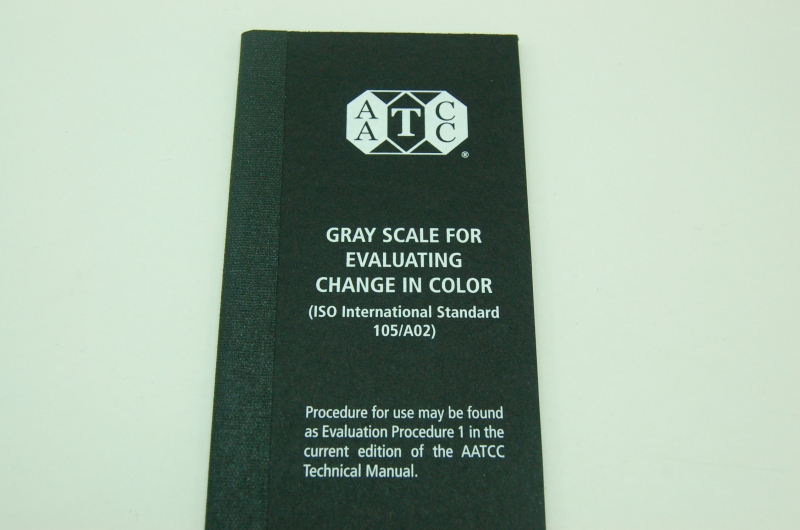 AATCC
®
GRAY SCALE FOR
EVALUATING
CHANGE IN COLOR
(ISO International Standard
105/A02)
Procedure for use may be found
as Evaluation Procedure 1 in the
current edition of the AATCC
Technical Manual.